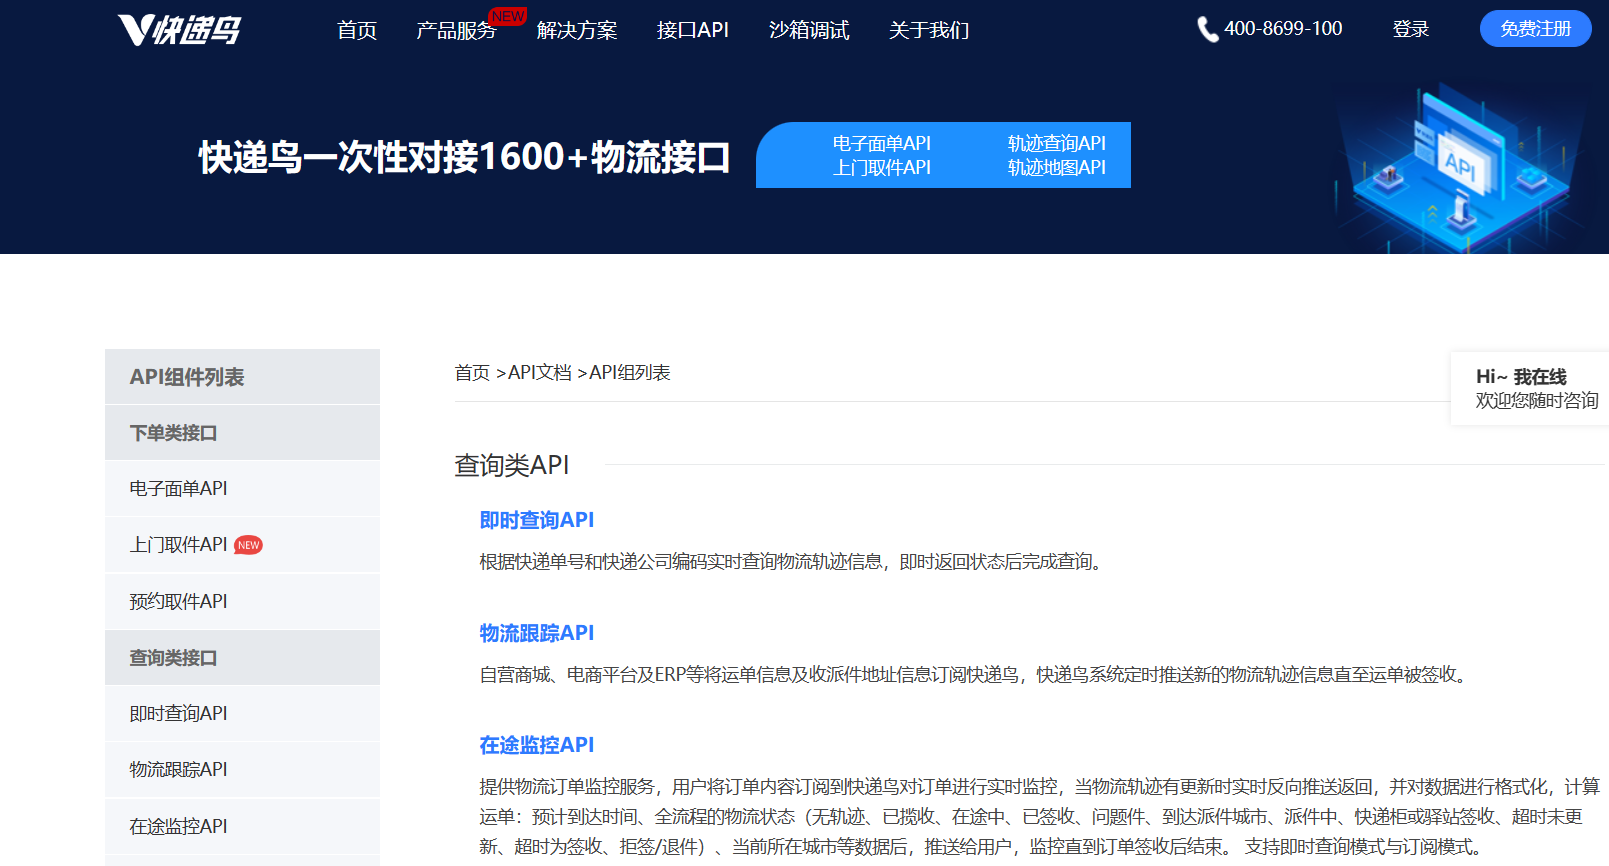 快递鸟
首页
产品服务
NEW
解决方案
接口API
沙箱调试
关于我们
400-8699-100
登录
免费注册
快递鸟一次性对接1600+物流接口
电子面单API
轨迹查询API
上门取件API
轨迹地图API
API
API组件列表
下单类接口
电子面单API
上门取件API NEW
预约取件API
查询类接口
即时查询API
物流跟踪API
在途监控API
首页 >API文档 >API组列表
Hi~ 我在线
欢迎您随时咨询
查询类API
即时查询API
根据快递单号和快递公司编码实时查询物流轨迹信息，即时返回状态后完成查询。
物流跟踪API
自营商城、电商平台及ERP等将运单信息及收派件地址信息订阅快递鸟，快递鸟系统定时推送新的物流轨迹信息直至运单被签收。
在途监控API
提供物流订单监控服务，用户将订单内容订阅到快递鸟对订单进行实时监控，当物流轨迹有更新时实时反向推送返回，并对数据进行格式化，计算
运单：预计到达时间、全流程的物流状态（无轨迹、已揽收、在途中、已签收、问题件、到达派件城市、派件中、快递柜或驿站签收、超时未更
新、超时为签收、拒签/退件）、当前所在城市等数据后，推送给用户，监控直到订单签收后结束。 支持即时查询模式与订阅模式。